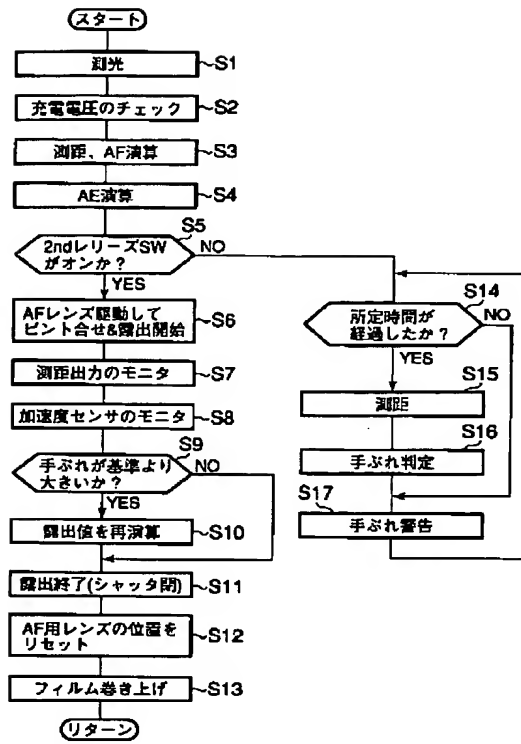 スタート
測光
S1
充電電圧のチェック
S2
測距、AF演算
S3
AE演算
S4
S5
2ndレリーズSW
がオンか?
NO
YES
AFレンズ駆動して
ピント合せ&露出開始
S6
測距出力のモニタ
S7
加速度センサのモニタ
S8
S9
手ぶれが基準より
大きいか?
NO
YES
露出値を再演算
S10
露出終了(シャッタ閉)
S11
AF用レンズの位置を
リセット
S12
フィルム巻き上げ
S13
リターン
S14
所定時間が
経過したか?
NO
YES
S15
測距
S16
手ぶれ判定
S17
手ぶれ警告